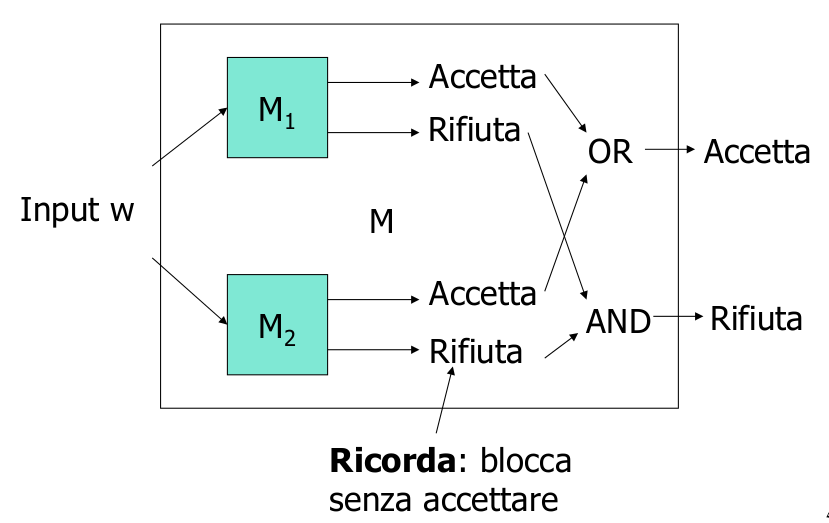 Accetta
M1
Rifiuta
OR
Accetta
Input w
M
Accetta
M2
AND
Rifiuta
Rifiuta
Ricorda: blocca
senza accettare